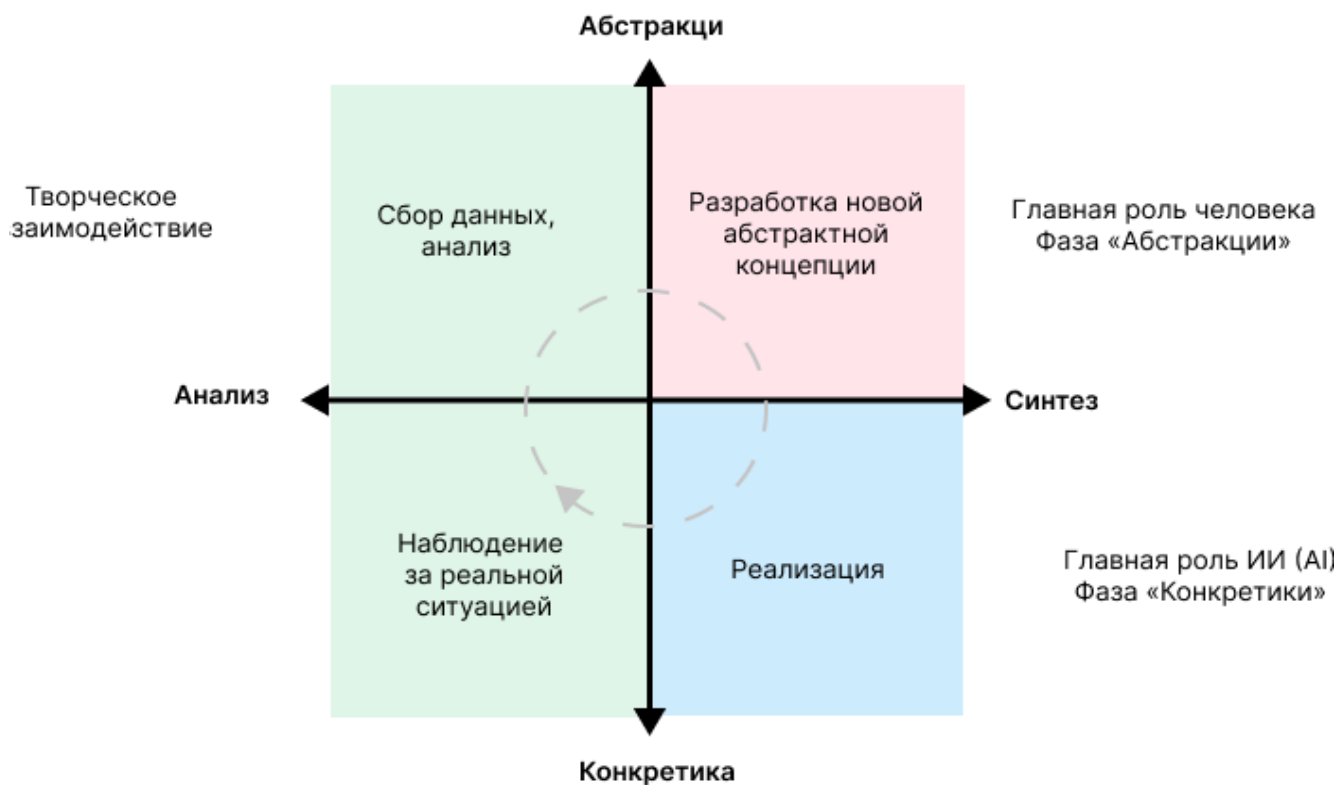 Абстракци
Творческое
заимодействие
Сбор данных,
анализ
Разработка новой
абстрактной
концепции
Главная роль человека
Фаза «Абстракции»
Анализ
Синтез
Наблюдение
за реальной
ситуацией
Реализация
Главная роль ИИ (AI)
Фаза «Конкретики»
Конкретика